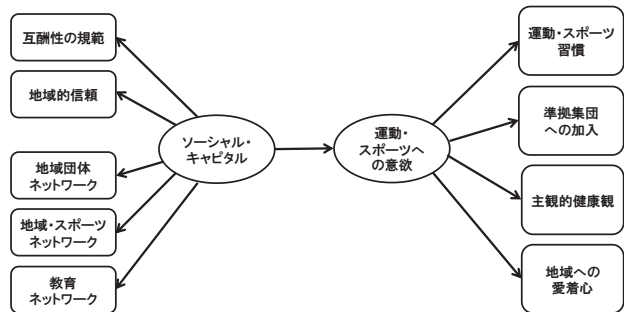 互酬性の規範
地域的信頼
地域団体
ネットワーク
地域・スポーツ
ネットワーク
教育
ネットワーク
ソーシャル・
キャピタル
運動・
スポーツへ
の意欲
運動・スポーツ
習慣
準拠集団
への加入
主観的健康観
地域への
愛着心